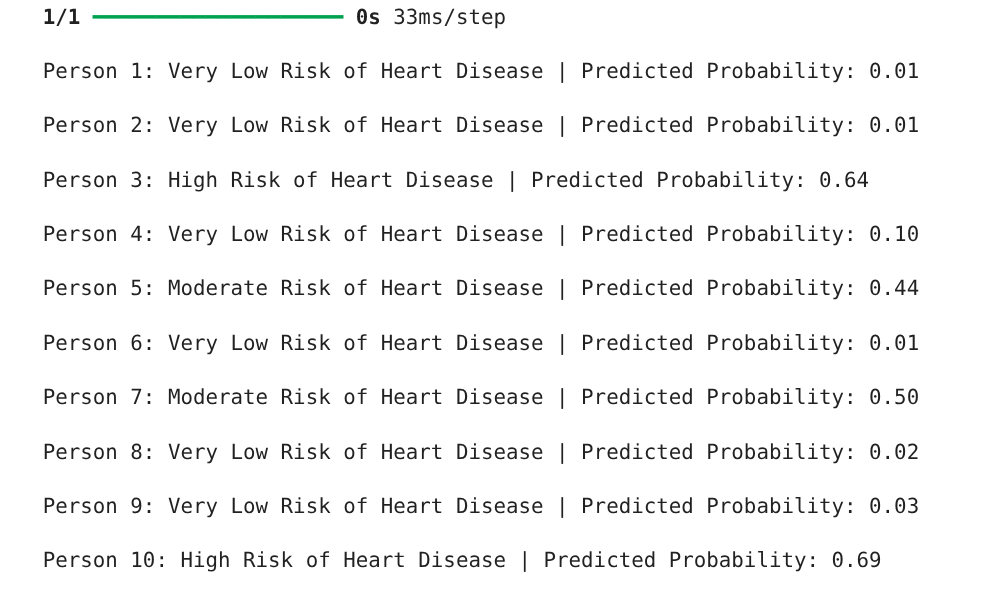 1/1 0s 33ms/step
Person 1: Very Low Risk of Heart Disease | Predicted Probability: 0.01
Person 2: Very Low Risk of Heart Disease | Predicted Probability: 0.01
Person 3: High Risk of Heart Disease | Predicted Probability: 0.64
Person 4: Very Low Risk of Heart Disease | Predicted Probability: 0.10
Person 5: Moderate Risk of Heart Disease | Predicted Probability: 0.44
Person 6: Very Low Risk of Heart Disease | Predicted Probability: 0.01
Person 7: Moderate Risk of Heart Disease | Predicted Probability: 0.50
Person 8: Very Low Risk of Heart Disease | Predicted Probability: 0.02
Person 9: Very Low Risk of Heart Disease | Predicted Probability: 0.03
Person 10: High Risk of Heart Disease | Predicted Probability: 0.69